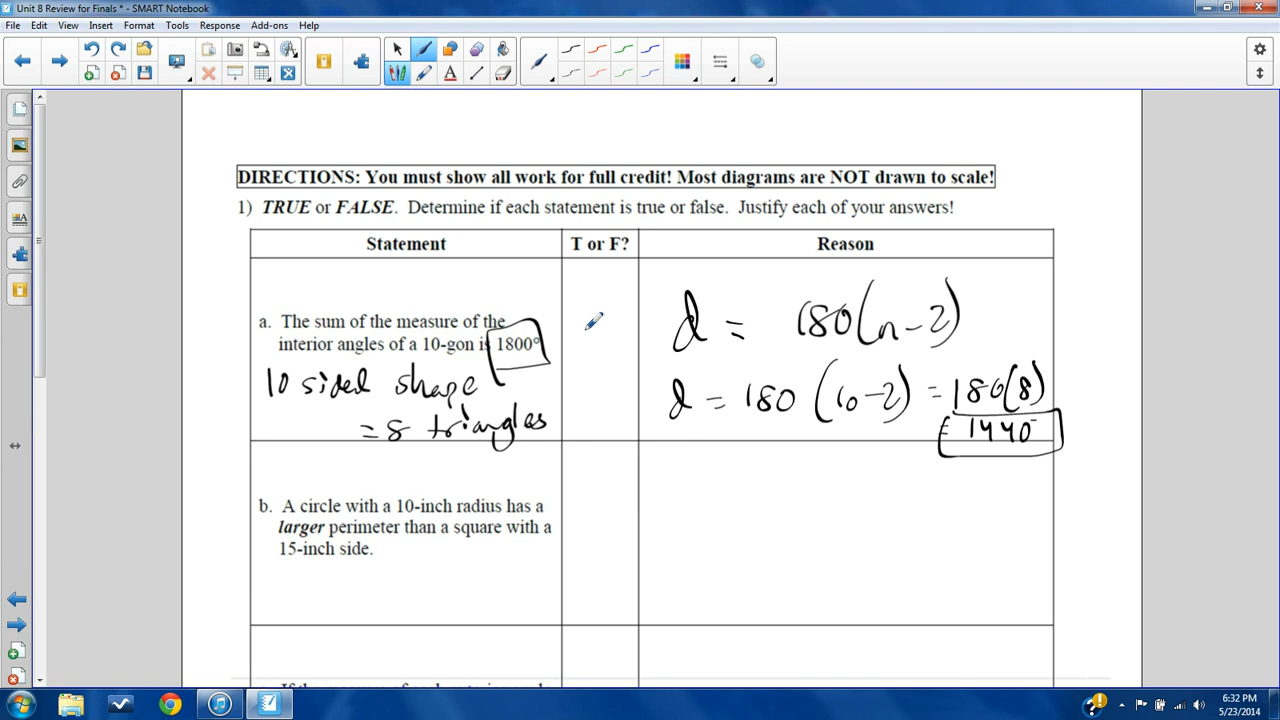 Unit 8 Review for Finals * - SMART Notebook
File Edit View Insert Format Tools Response Add-ons Help
DIRECTIONS: You must show all work for full credit! Most diagrams are NOT drawn to scale!
1) TRUE or FALSE. Determine if each statement is true or false. Justify each of your answers!
Statement T or F? Reason
a. The sum of the measure of the
interior angles of a 10-gon is 1800°
10 sided shape
= 8 triangles
d = 180(n-2)
d = 180 (10-2) = 180(8)
= 1440°
b. A circle with a 10-inch radius has a
larger perimeter than a square with a
15-inch side.
6:32 PM
5/23/2014